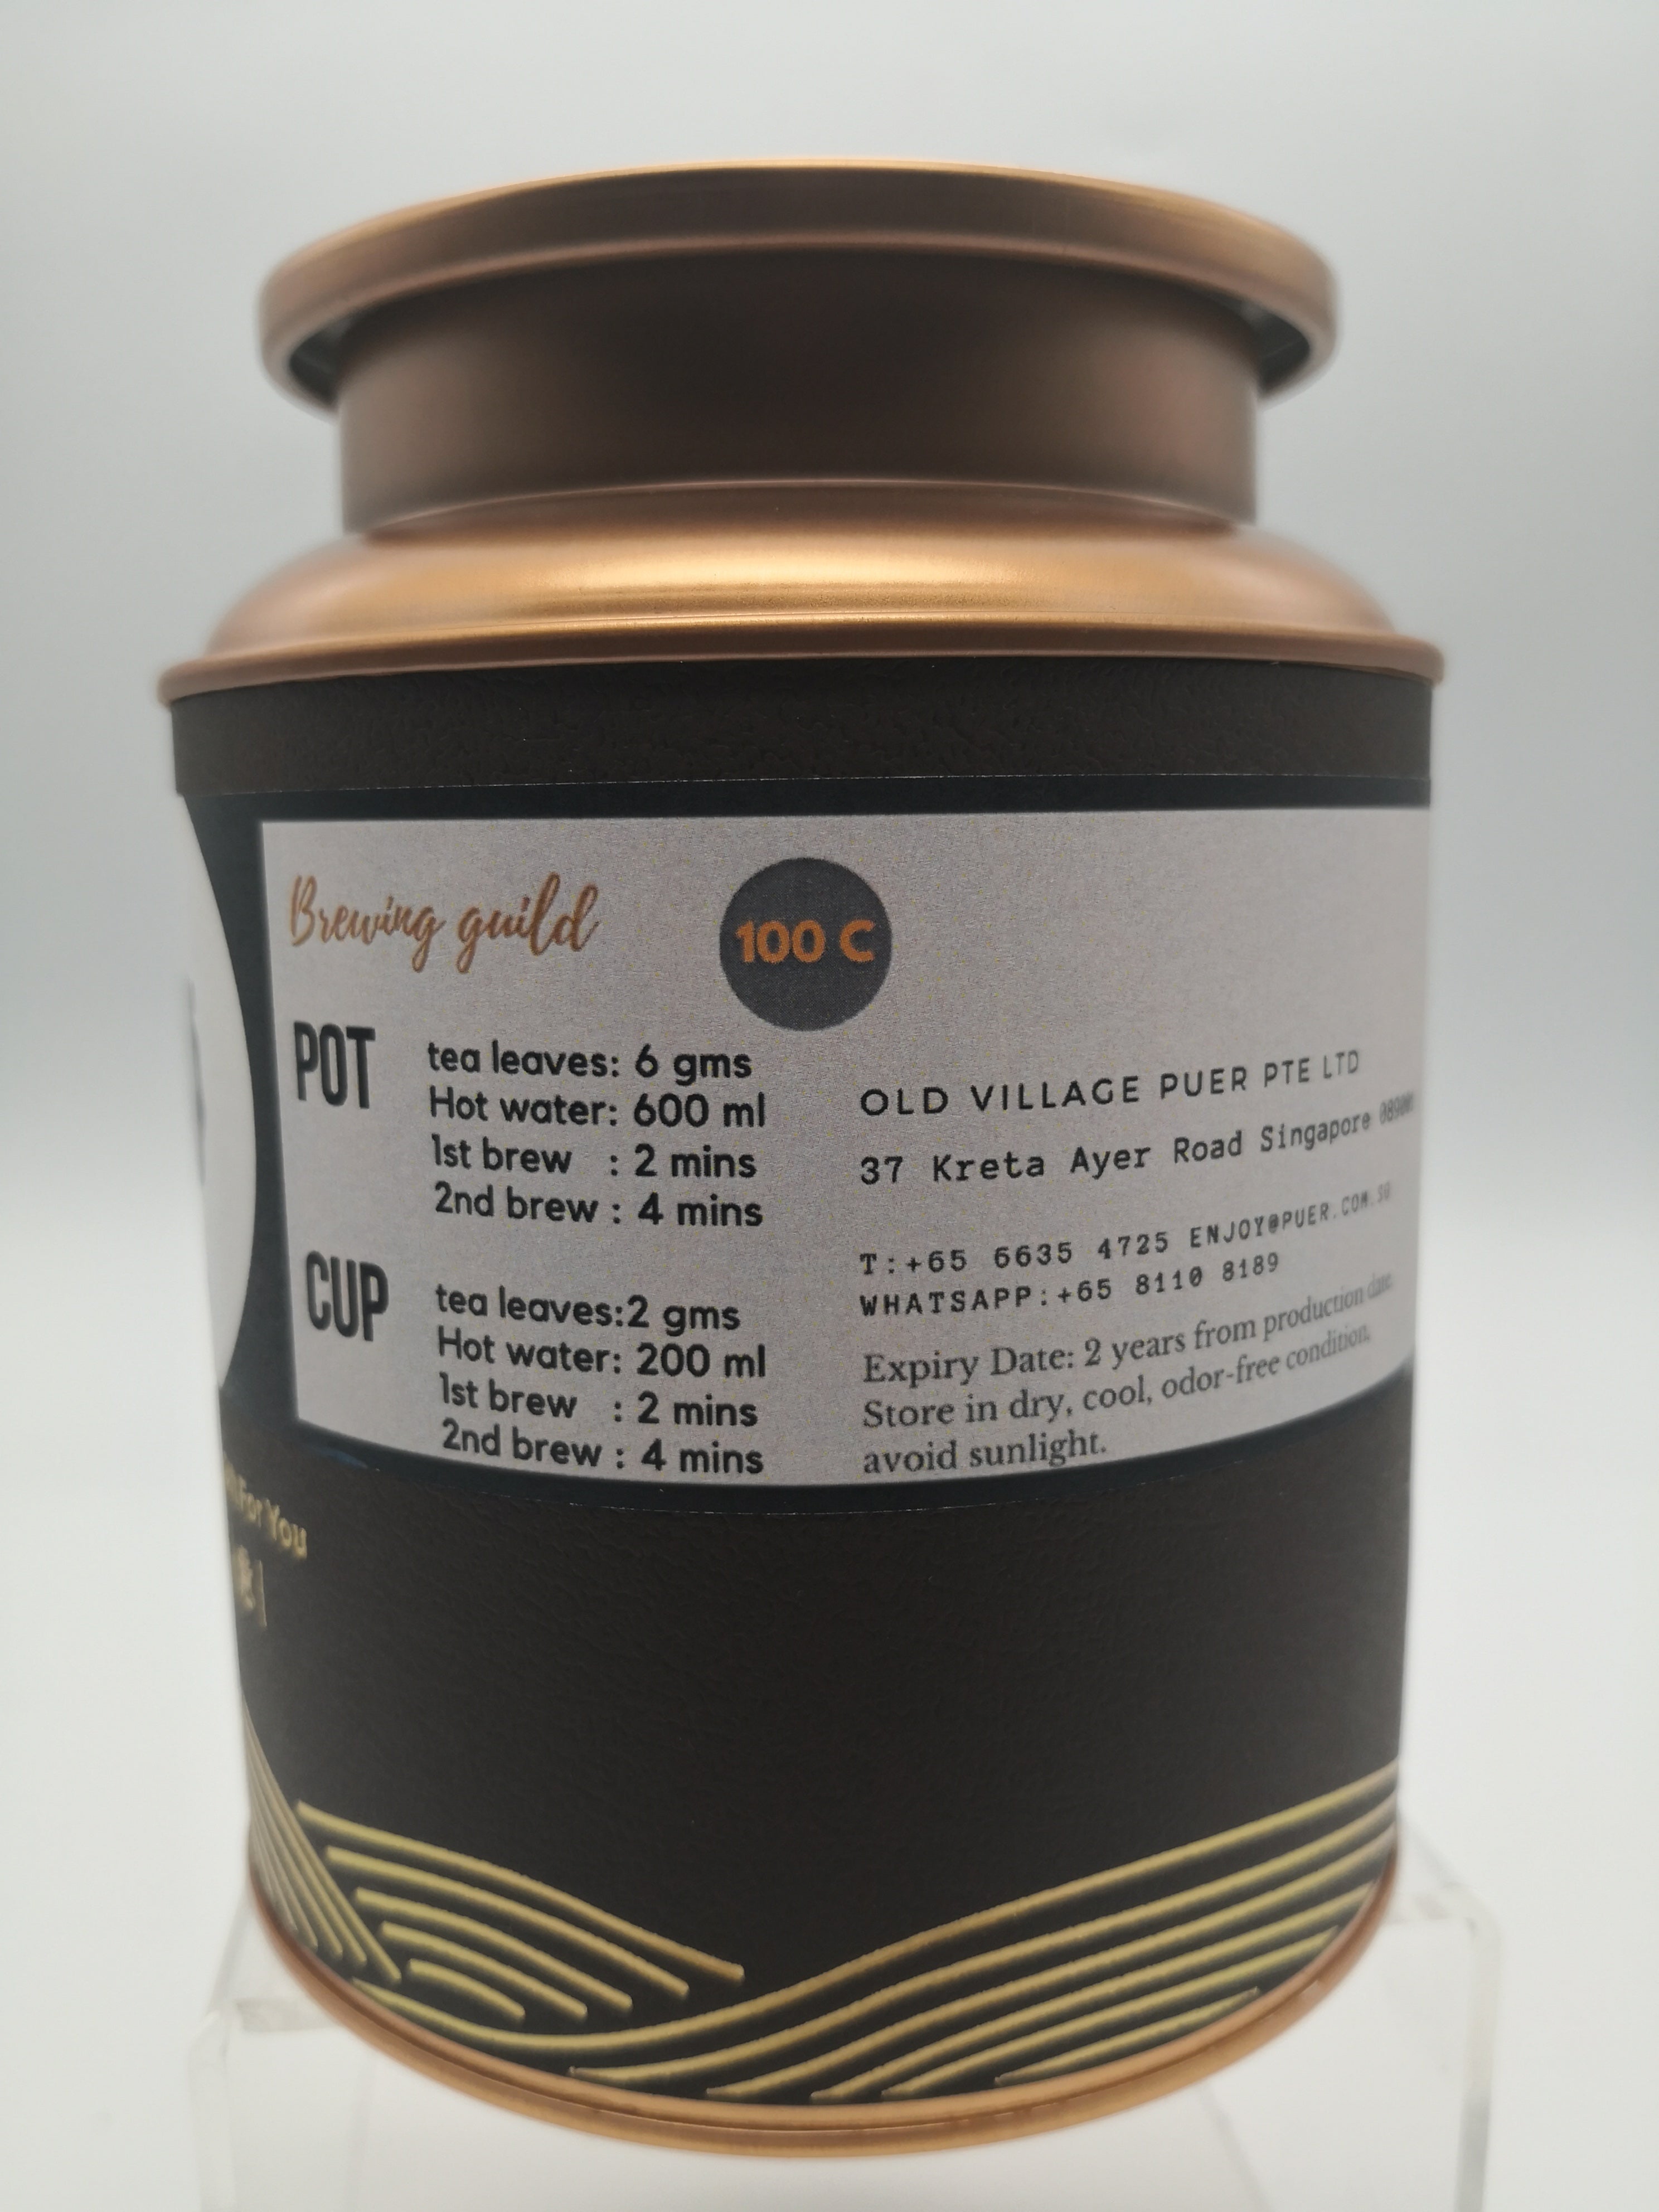 Brewing guild
100 C
POT
tea leaves: 6 gms
Hot water: 600 ml
1st brew : 2 mins
2nd brew : 4 mins
CUP
tea leaves:2 gms
Hot water: 200 ml
1st brew : 2 mins
2nd brew : 4 mins
OLD VILLAGE PUER PTE LTD
37 Kreta Ayer Road Singapore
T:+65 6635 4725 ENJOY@PUER.COM.SG
WHATSAPP:+65 8110 8189
Expiry Date: 2 years from production date.
Store in dry, cool, odor-free condition,
avoid sunlight.
For You